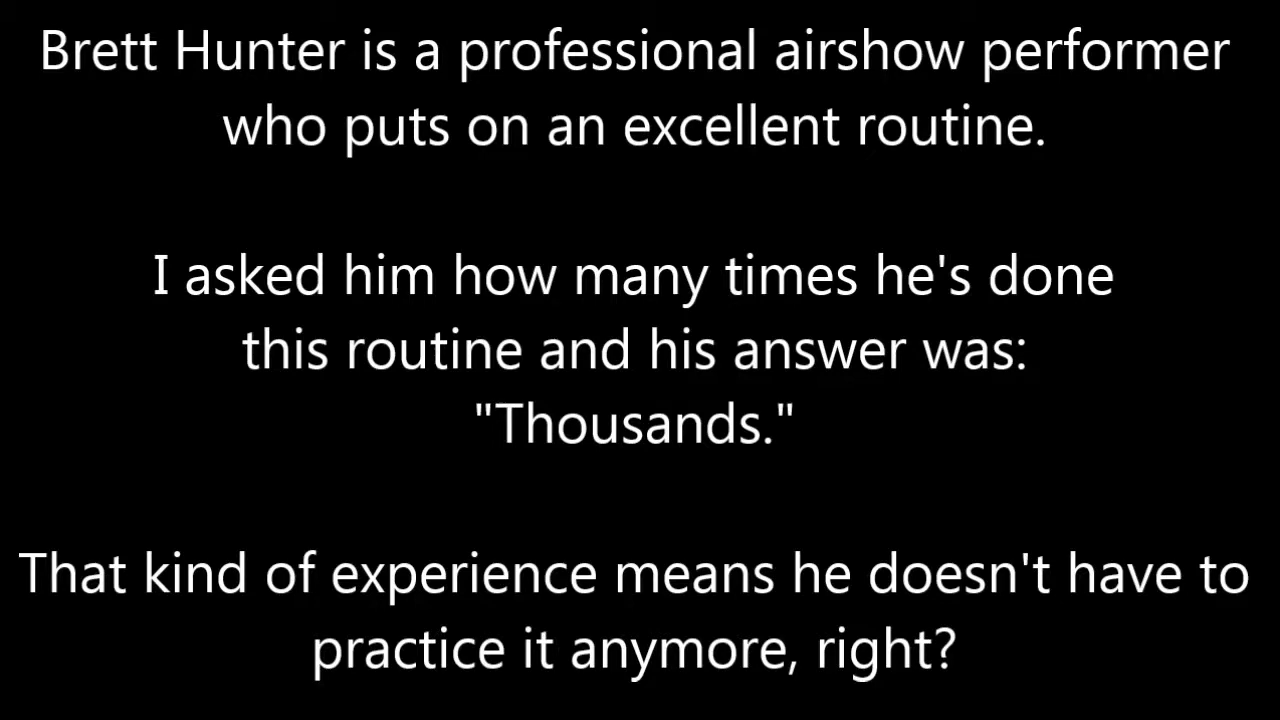 Brett Hunter is a professional airshow performer
who puts on an excellent routine.
I asked him how many times he's done
this routine and his answer was:
"Thousands."
That kind of experience means he doesn't have to
practice it anymore, right?